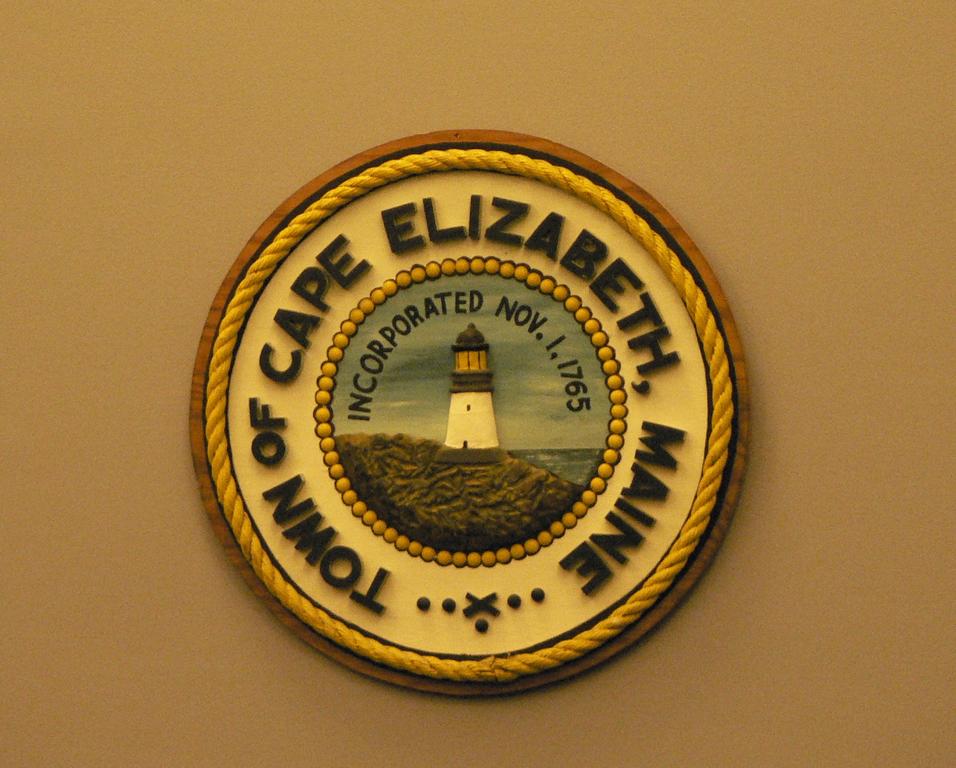 TOWN OF CAPE ELIZABETH, MAINE
INCORPORATED NOV. 1, 1765